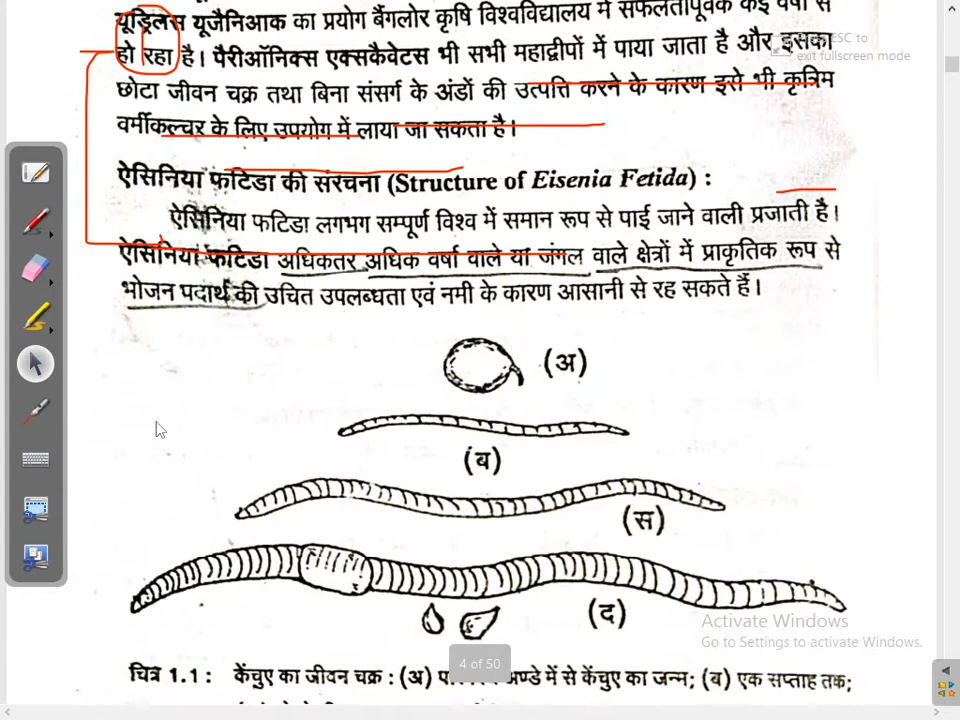 यूड्रिलस यूजैनिआक का प्रयोग बैंगलोर कृषि विश्वविद्यालय में सफलतापूर्वक कई वर्षों से
हो रहा है। पैरीऑनिक्स एक्सकैवेटस भी सभी महाद्वीपों में पाया जाता है और इसका
Press ESC to
exit fullscreen mode
छोटा जीवन चक्र तथा बिना संसर्ग के अंडों की उत्पत्ति करने के कारण इसे भी कृत्रिम
वर्मीकल्चर के लिए उपयोग में लाया जा सकता है।
ऐसिनिया फटिडा की संरचना (Structure of Eisenia Fetida) :
ऐसिनिया फटिडा लगभग सम्पूर्ण विश्व में समान रूप से पाई जाने वाली प्रजाती है।
ऐसिनिया फटिडा अधिकतर अधिक वर्षा वाले या जंगल वाले क्षेत्रों में प्राकृतिक रूप से
भोजन पदार्थ की उचित उपलब्धता एवं नमी के कारण आसानी से रह सकते हैं।
(अ)
(ब)
(स)
(द)
Activate Windows
Go to Settings to activate Windows.
4 of 50
चित्र 1.1 : केंचुए का जीवन चक्र : (अ) अण्डे में से केंचुए का जन्म; (ब) एक सप्ताह तक;